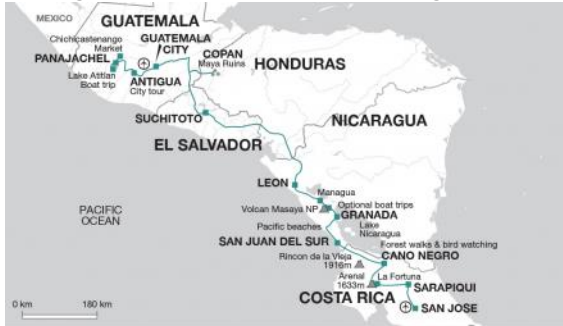 MEXICO
GUATEMALA
Chichicastenango
Market
GUATEMALA
CITY
PANAJACHEL
COPAN
Maya Ruins
HONDURAS
Lake Atitlan
Boat trip
ANTIGUA
City tour
NICARAGUA
SUCHITOTO
EL SALVADOR
LEON
Managua
Optional boat trips
Volcan Masaya NP
GRANADA
Lake
Nicaragua
PACIFIC
OCEAN
Pacific beaches
SAN JUAN DEL SUR
Forest walks & bird watching
CANO NEGRO
Rincon de la Vieja
1916m
Arenal
1633m
La Fortuna
SARAPIQUI
COSTA RICA
SAN JOSE
0 km
180 km